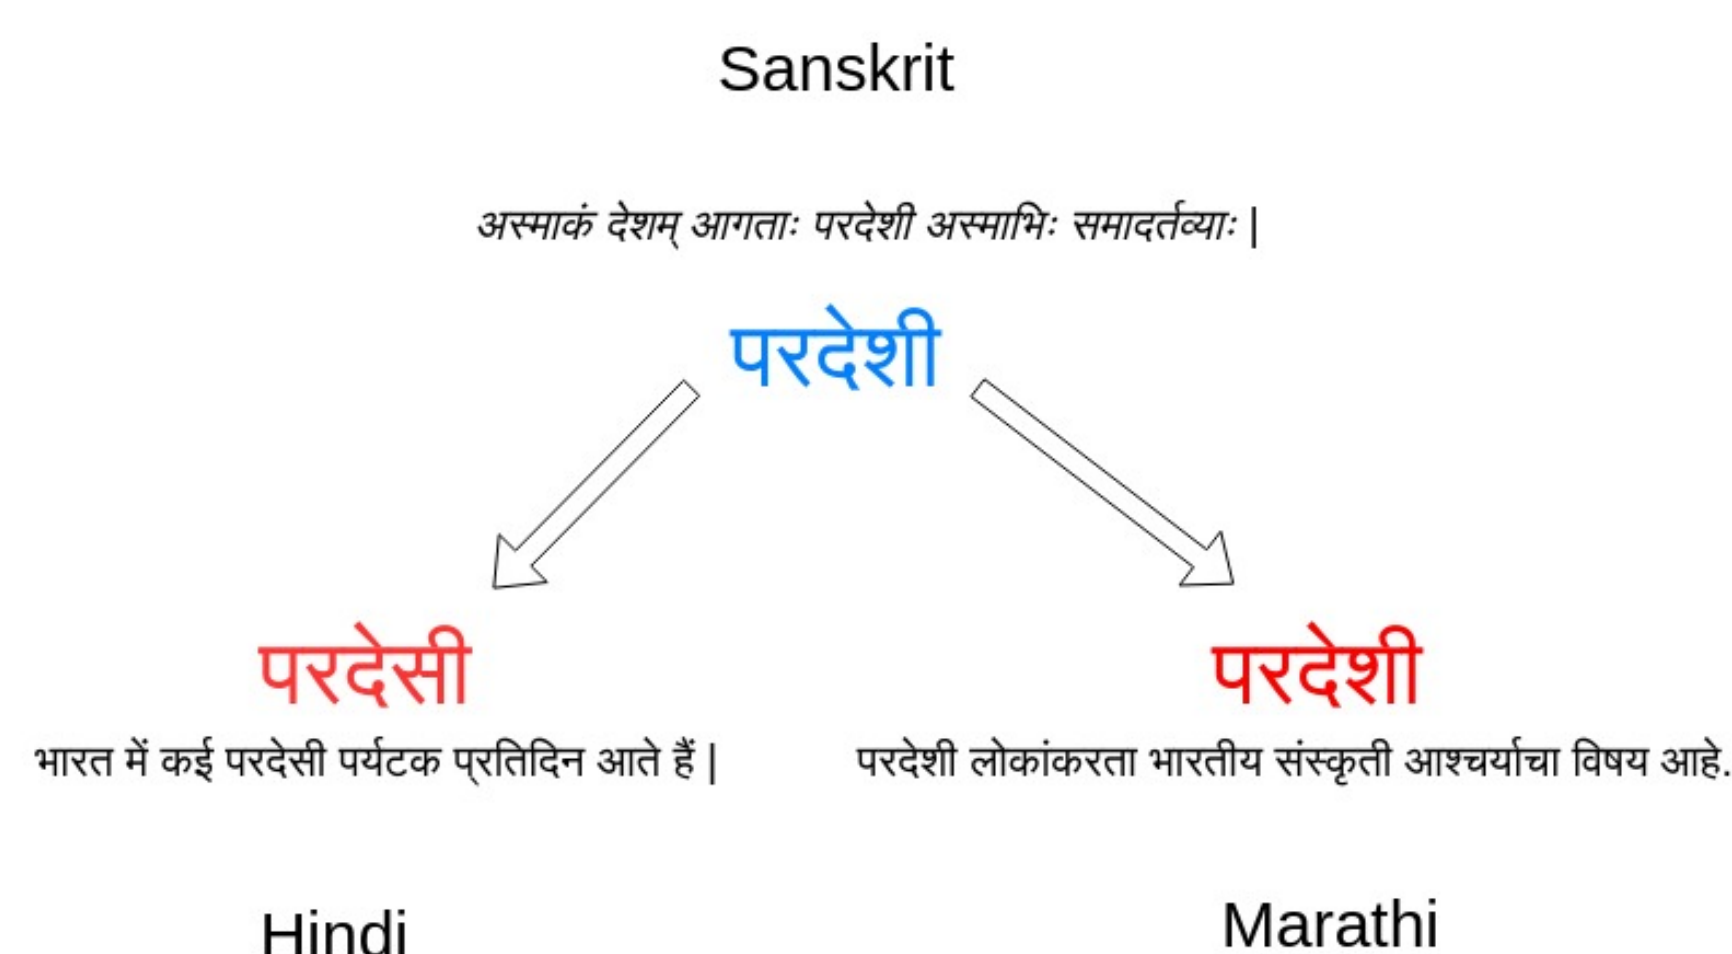 Sanskrit
अस्माकं देशम् आगताः परदेशी अस्माभिः समादर्तव्याः |
परदेशी
परदेसी
परदेशी
भारत में कई परदेसी पर्यटक प्रतिदिन आते हैं |
परदेशी लोकांकरता भारतीय संस्कृती आश्चर्याचा विषय आहे.
Hindi
Marathi